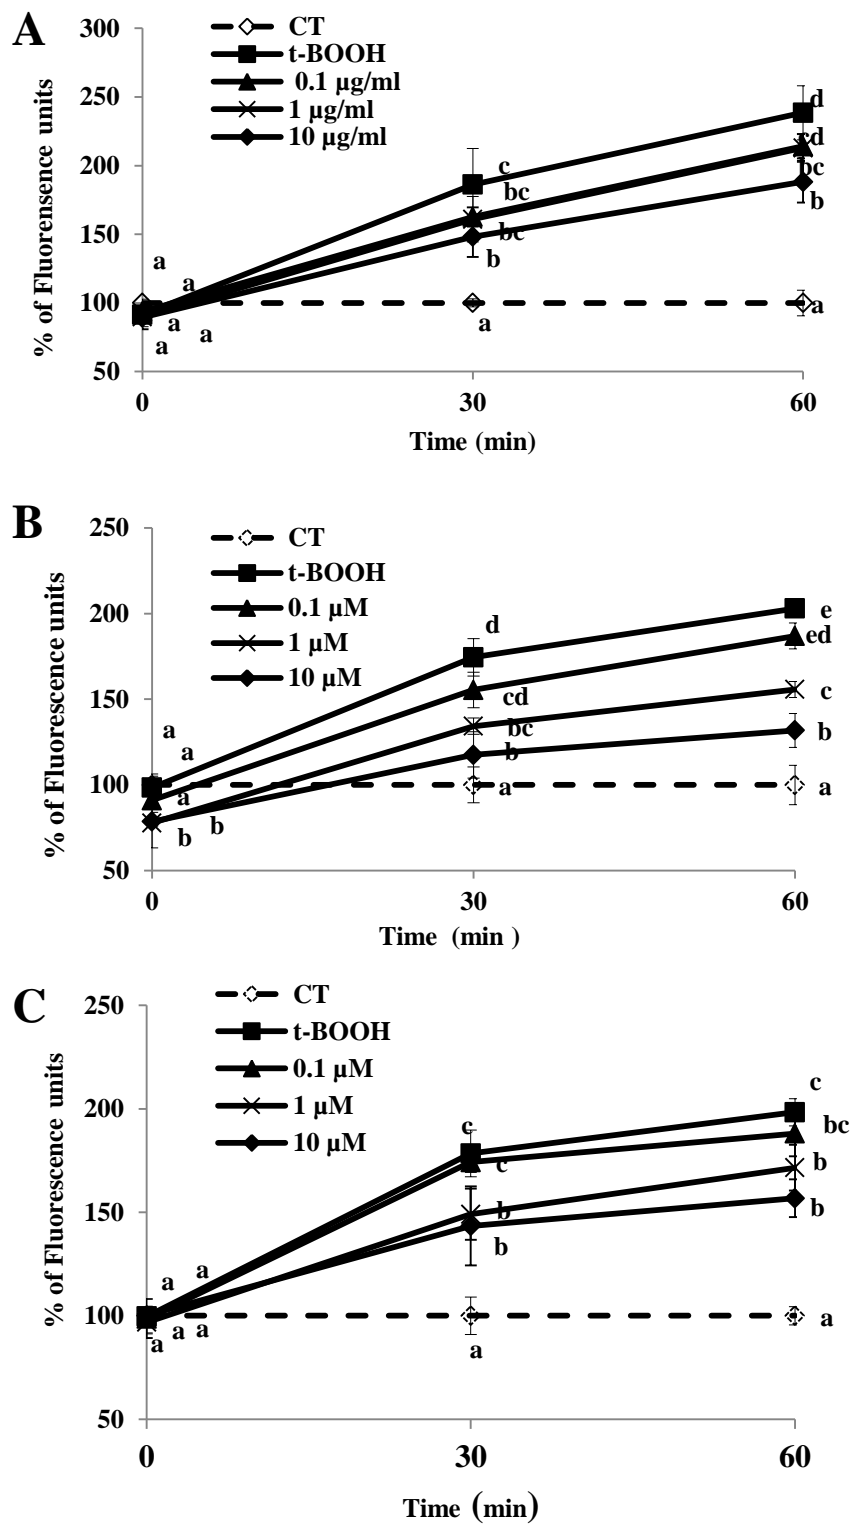 A
CT
t-BOOH
0.1 µg/ml
1 µg/ml
10 µg/ml
% of Fluorensence units
300
250
200
150
100
50
d
cd
bc
b
c
bc
bc
b
a
a
a
a
a
a
a
0
30
60
Time (min)
B
CT
t-BOOH
0.1 µM
1 µM
10 µM
% of Fluorescence units
250
200
150
100
50
e
ed
d
c
cd
bc
b
b
a
a
a
a
a
b
b
0
30
60
Time (min )
C
CT
t-BOOH
0.1 µM
1 µM
10 µM
% of Fluorescence units
250
200
150
100
50
c
bc
c
c
b
b
b
b
a
a
a
a
a
a
a
0
30
60
Time (min)